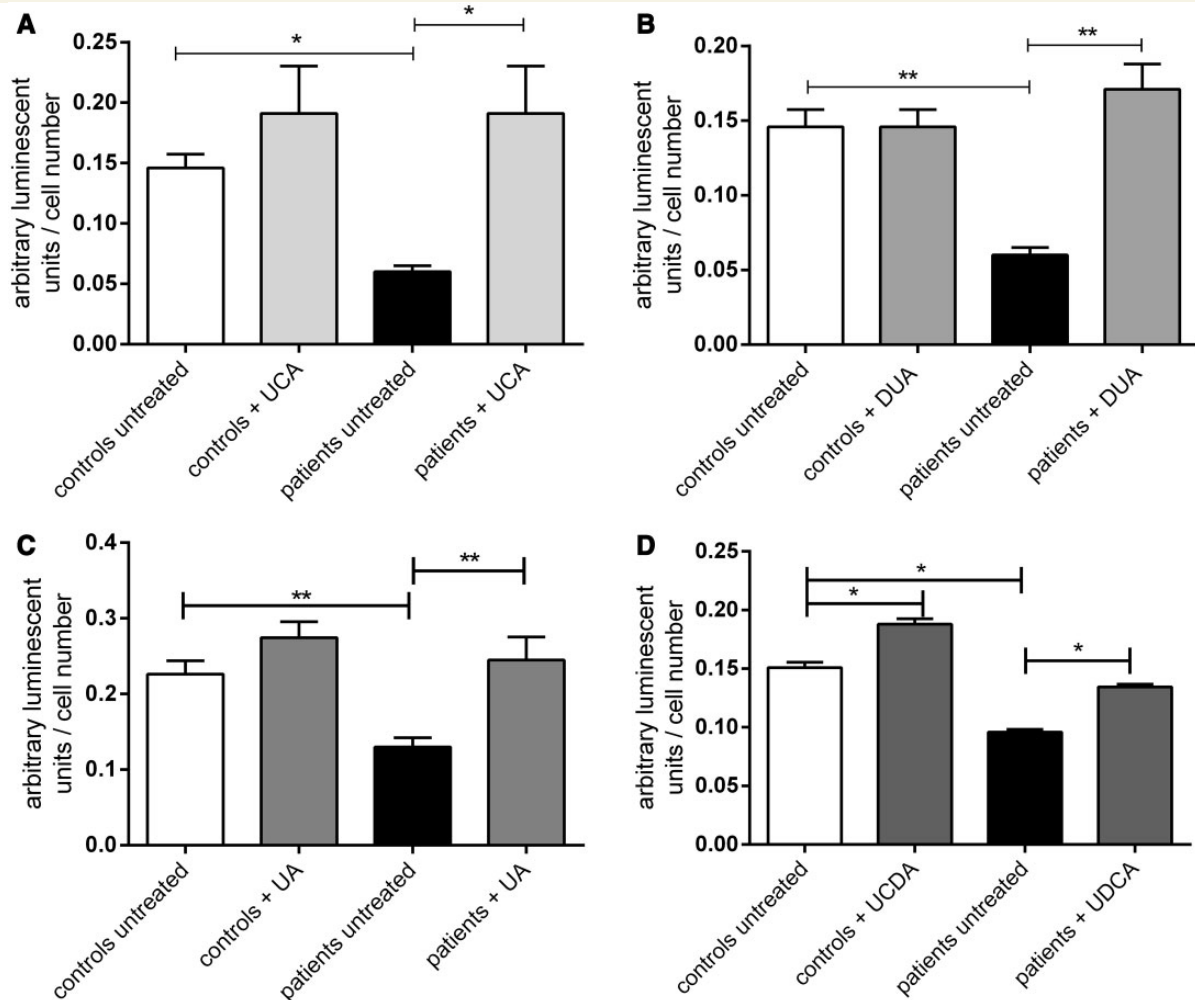 A
*
*
0.25
0.20
0.15
0.10
0.05
0.00
arbitrary luminescent
units / cell number
controls untreated
controls + UCA
patients untreated
patients + UCA
B
**
**
0.20
0.15
0.10
0.05
0.00
arbitrary luminescent
units / cell number
controls untreated
controls + DUA
patients untreated
patients + DUA
C
**
**
0.4
0.3
0.2
0.1
0.0
arbitrary luminescent
units / cell number
controls untreated
controls + UA
patients untreated
patients + UA
D
*
*
*
0.25
0.20
0.15
0.10
0.05
0.00
arbitrary luminescent
units / cell number
controls untreated
controls + UCDA
patients untreated
patients + UDCA